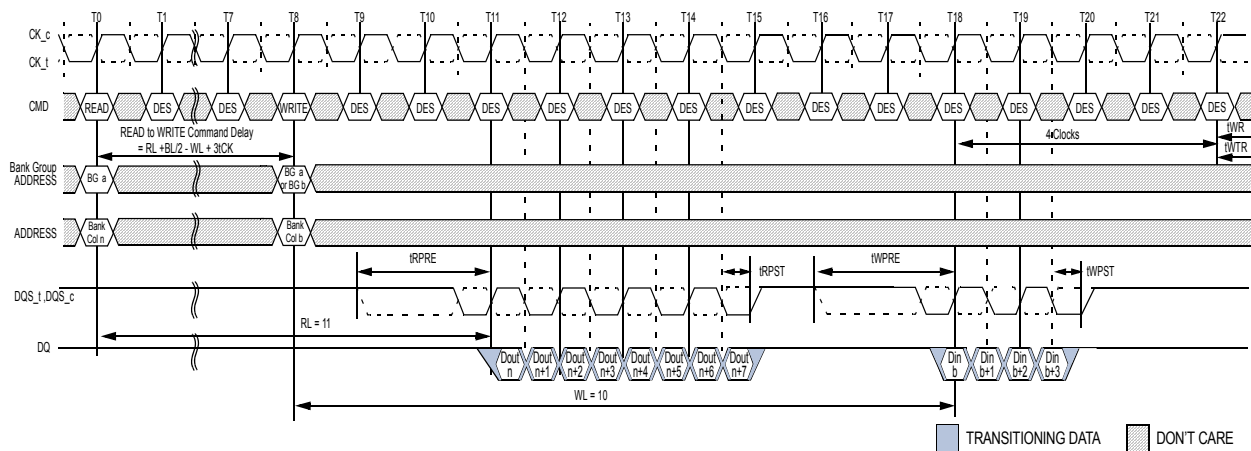 T0 T1 T7 T8 T9 T10 T11 T12 T13 T14 T15 T16 T17 T18 T19 T20 T21 T22
CK_c
CK_t
CMD READ DES DES WRITE DES DES DES DES DES DES DES DES DES DES DES DES DES DES
READ to WRITE Command Delay
= RL +BL/2 - WL + 3tCK
4 Clocks
tWR
tWTR
Bank Group
ADDRESS
BG a
BG a
or BG b
ADDRESS
Bank
Col n
Bank
Col b
tRPRE tRPST tWPRE tWPST
DQS_t ,DQS_c
RL = 11
DQ
Dout Dout Dout Dout Dout Dout Dout Dout Din Din Din Din
n n+1 n+2 n+3 n+4 n+5 n+6 n+7 b b+1 b+2 b+3
WL = 10
TRANSITIONING DATA DON'T CARE